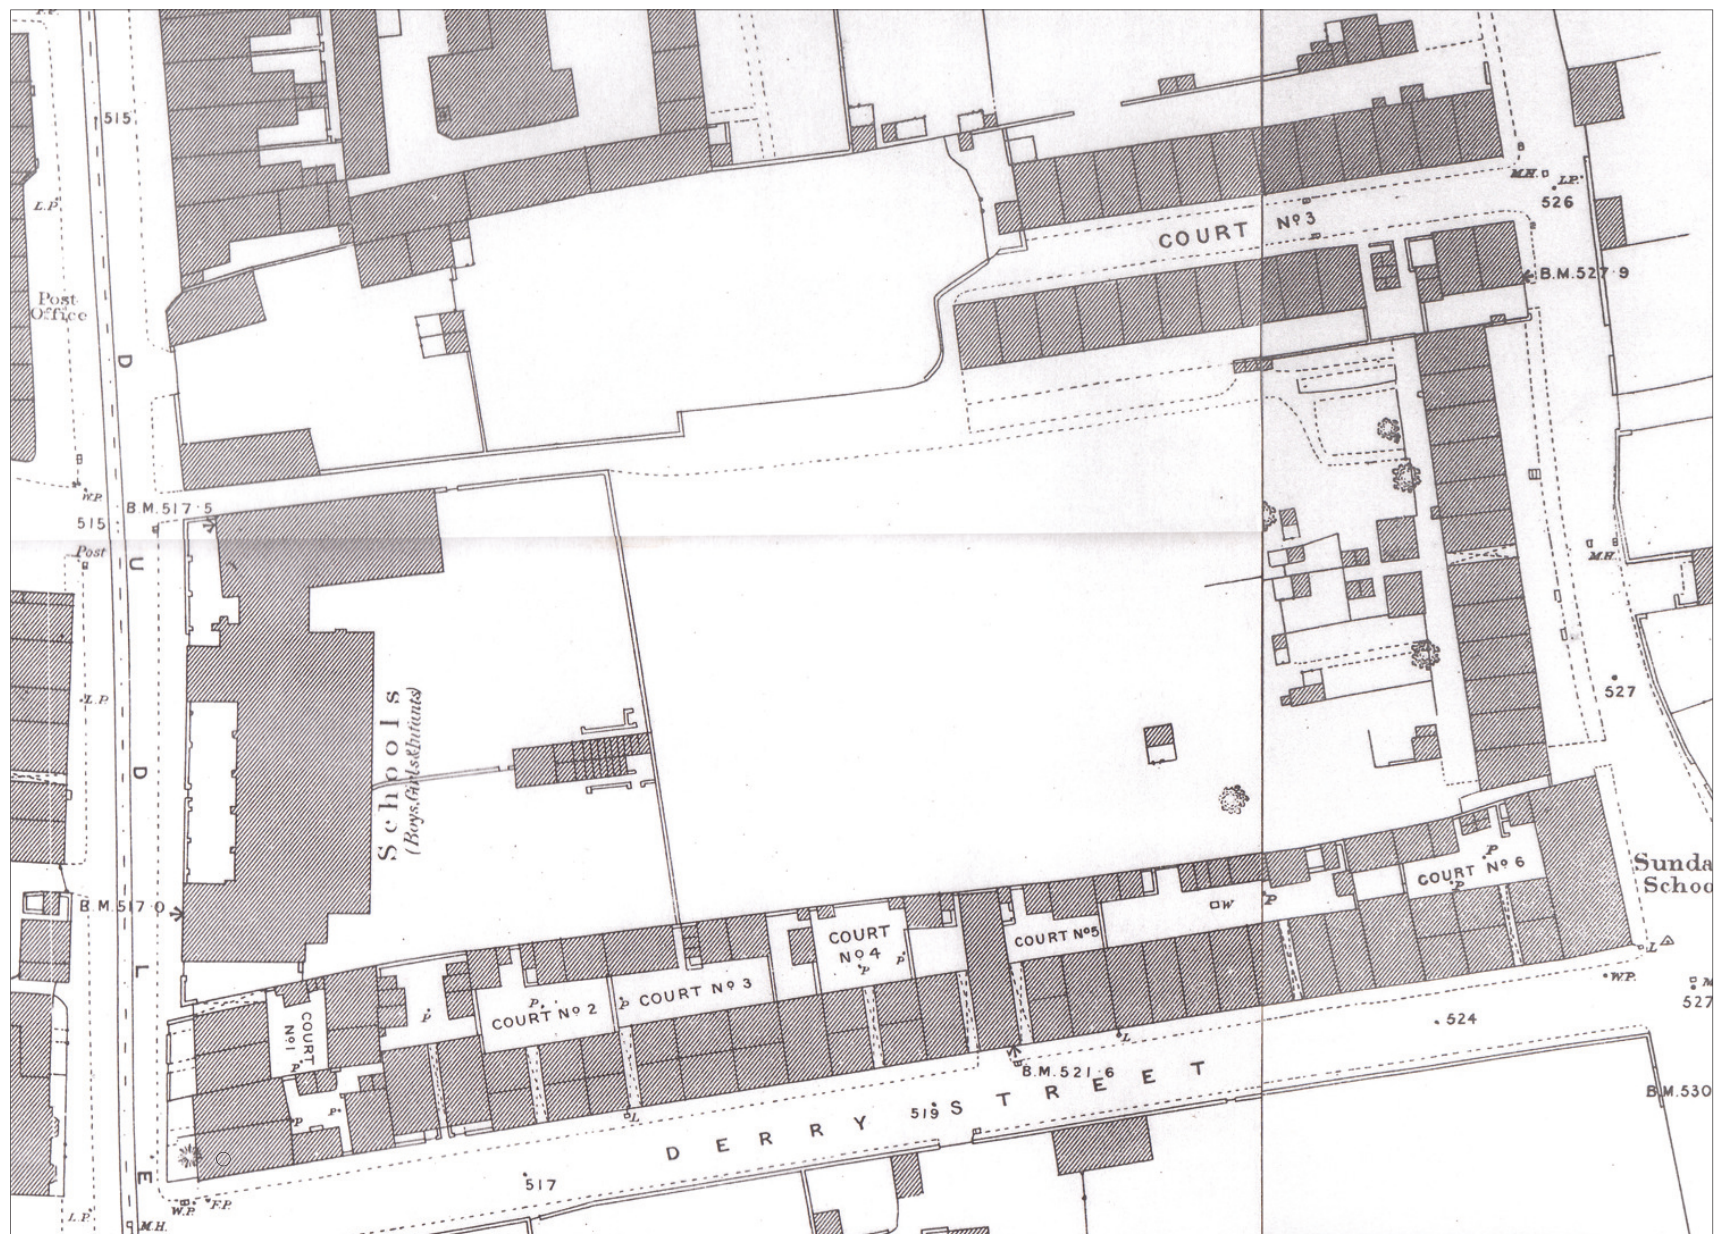 F.P.
515
L.P.
M.H.
L.P.
526
COURT Nº 3
B.M. 527·9
Post
Office
W.P.
B.M. 517·5
515
Post
M.H.
L.P.
Schools
(Boys, Girls & Infants)
527
P
COURT Nº 6
P
Sunda
Schoo
B.M. 517·0
W
P
COURT Nº 5
COURT
Nº 4
P
P
L
W.P.
M
527
COURT Nº 3
P
COURT Nº 2
P
P
COURT
Nº 1
P
524
L
B.M. 521·6
B.M. 530
519
L
P
P
DERRY STREET
517
DUDLE
W.P.
F.P.
L.P.
M.H.